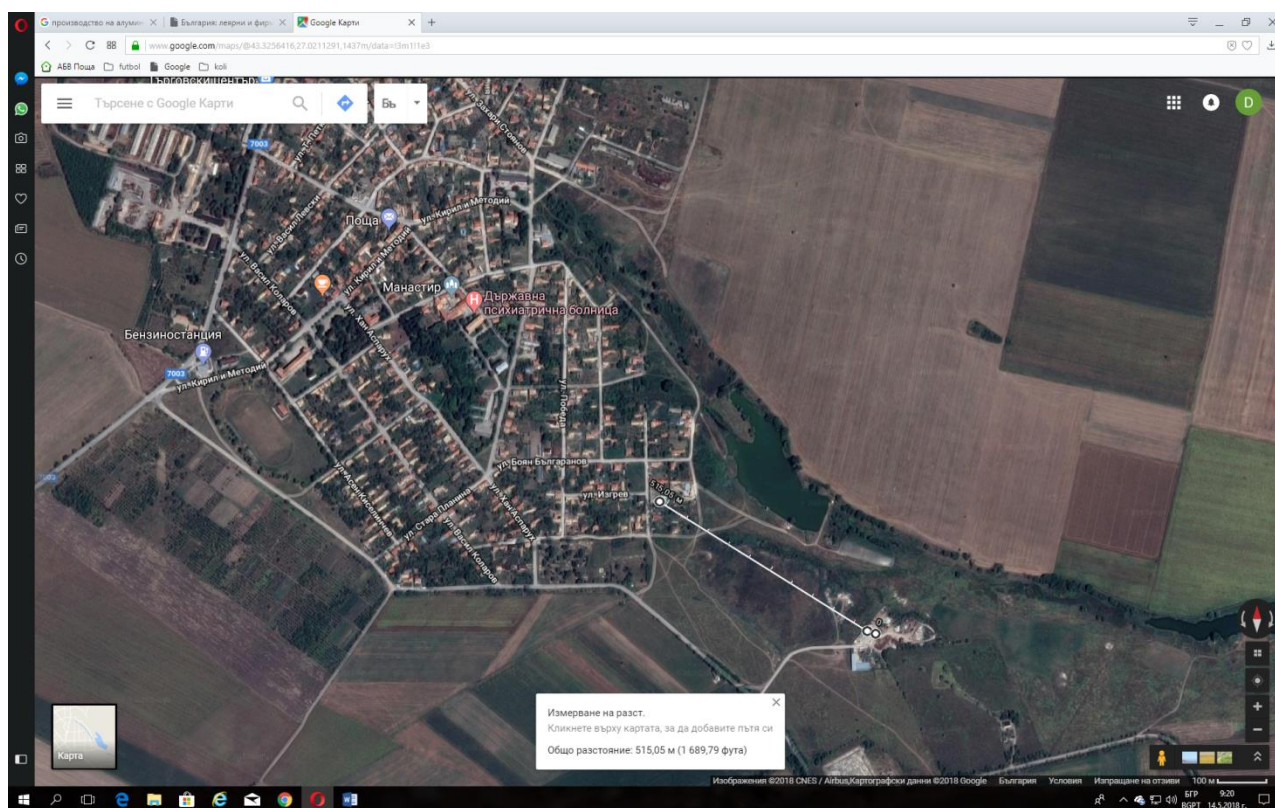 производство на алумин
България: леярни и фирм
Google Карти
www.google.com/maps/@43.3256416,27.0211291,1437m/data=!3m1!1e3
АБВ Поща
futbol
Google
koli
Търговски център
Търсене с Google Карти
D
7003
ул. Захари Стоянов
ул. Васил Левски
ул. Кирил и Методий
Поща
ул. Васил Коларов
ул. Кирил и Методий
Манастир
Държавна
психиатрична болница
ул. Хан Аспарух
Бензиностанция
7003
ул. Кирил и Методий
ул. Победа
ул. Боян Българанов
515,05 м
ул. Изгрев
ул. Асен Киселинчев
ул. Стара Планина
ул. Хан Аспарух
ул. Васил Коларов
0
Измерване на разст.
Кликнете върху картата, за да добавите пътя си
Общо разстояние: 515,05 м (1 689,79 фута)
Карта
Изображения ©2018 CNES / Airbus,Картографски данни ©2018 Google България Условия Изпращане на отзиви 100 м
БГР
BGPT
9:20
14.5.2018 г.